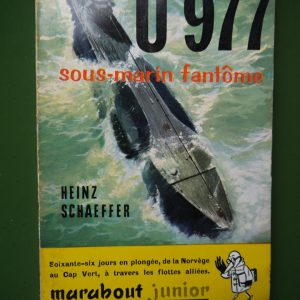 U 977
sous-marin fantôme
HEINZ
SCHAEFFER
Soixante-six jours en plongée, de la Norvège
au Cap Vert, à travers les flottes alliées.
marabout junior